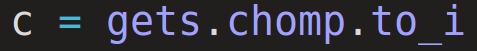 c = gets.chomp.to_i